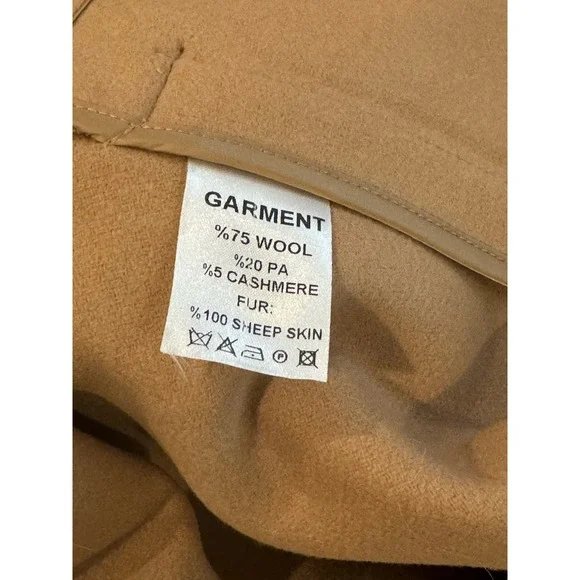 GARMENT
%75 WOOL
%20 PA
%5 CASHMERE
FUR:
%100 SHEEP SKIN
P